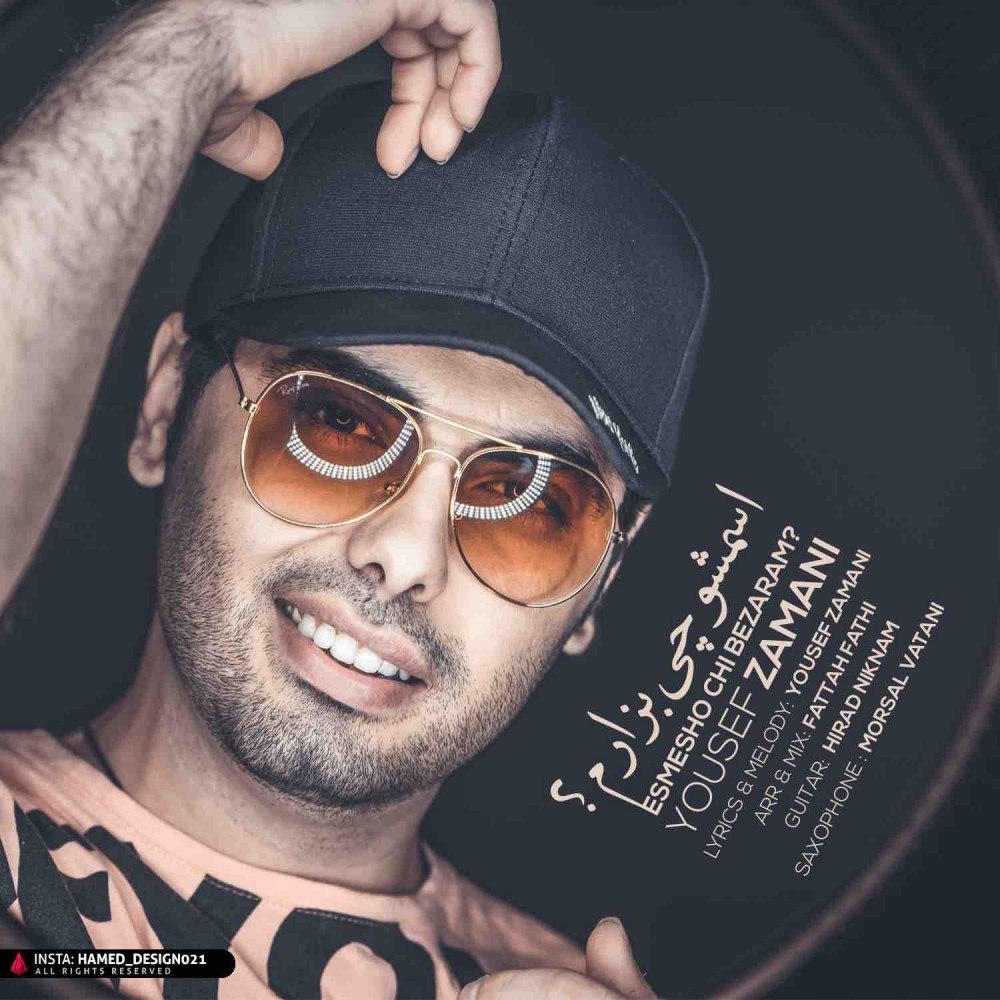 اسمشو چی بزارم؟
ESMESHO CHI BEZARAM?
YOUSEF ZAMANI
LYRICS & MELODY: YOUSEF ZAMANI
ARR & MIX: FATTAH FATHI
GUITAR: HIRAD NIKNAM
SAXOPHONE : MORSAL VATANI
INSTA: HAMED_DESIGN021
ALL RIGHTS RESERVED